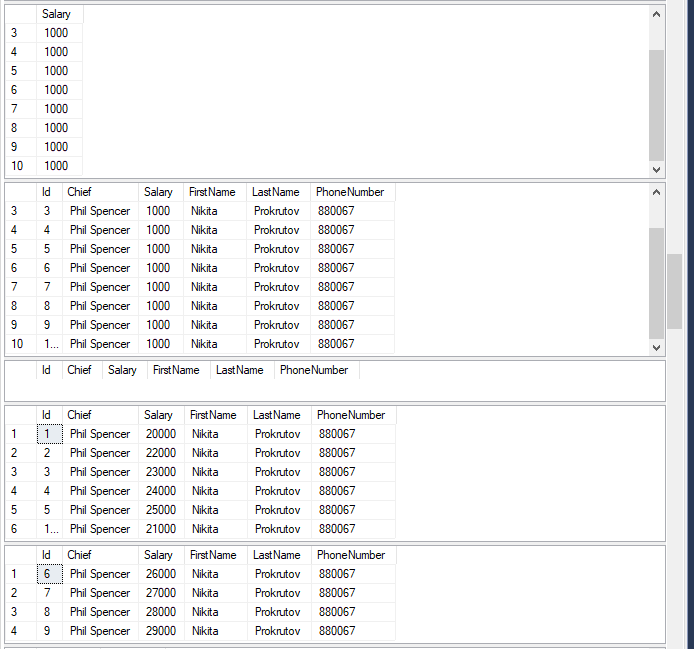 Salary
3 1000
4 1000
5 1000
6 1000
7 1000
8 1000
9 1000
10 1000
Id Chief Salary FirstName LastName PhoneNumber
3 3 Phil Spencer 1000 Nikita Prokrutov 880067
4 4 Phil Spencer 1000 Nikita Prokrutov 880067
5 5 Phil Spencer 1000 Nikita Prokrutov 880067
6 6 Phil Spencer 1000 Nikita Prokrutov 880067
7 7 Phil Spencer 1000 Nikita Prokrutov 880067
8 8 Phil Spencer 1000 Nikita Prokrutov 880067
9 9 Phil Spencer 1000 Nikita Prokrutov 880067
10 1... Phil Spencer 1000 Nikita Prokrutov 880067
Id Chief Salary FirstName LastName PhoneNumber
Id Chief Salary FirstName LastName PhoneNumber
1 1 Phil Spencer 20000 Nikita Prokrutov 880067
2 2 Phil Spencer 22000 Nikita Prokrutov 880067
3 3 Phil Spencer 23000 Nikita Prokrutov 880067
4 4 Phil Spencer 24000 Nikita Prokrutov 880067
5 5 Phil Spencer 25000 Nikita Prokrutov 880067
6 1... Phil Spencer 21000 Nikita Prokrutov 880067
Id Chief Salary FirstName LastName PhoneNumber
1 6 Phil Spencer 26000 Nikita Prokrutov 880067
2 7 Phil Spencer 27000 Nikita Prokrutov 880067
3 8 Phil Spencer 28000 Nikita Prokrutov 880067
4 9 Phil Spencer 29000 Nikita Prokrutov 880067